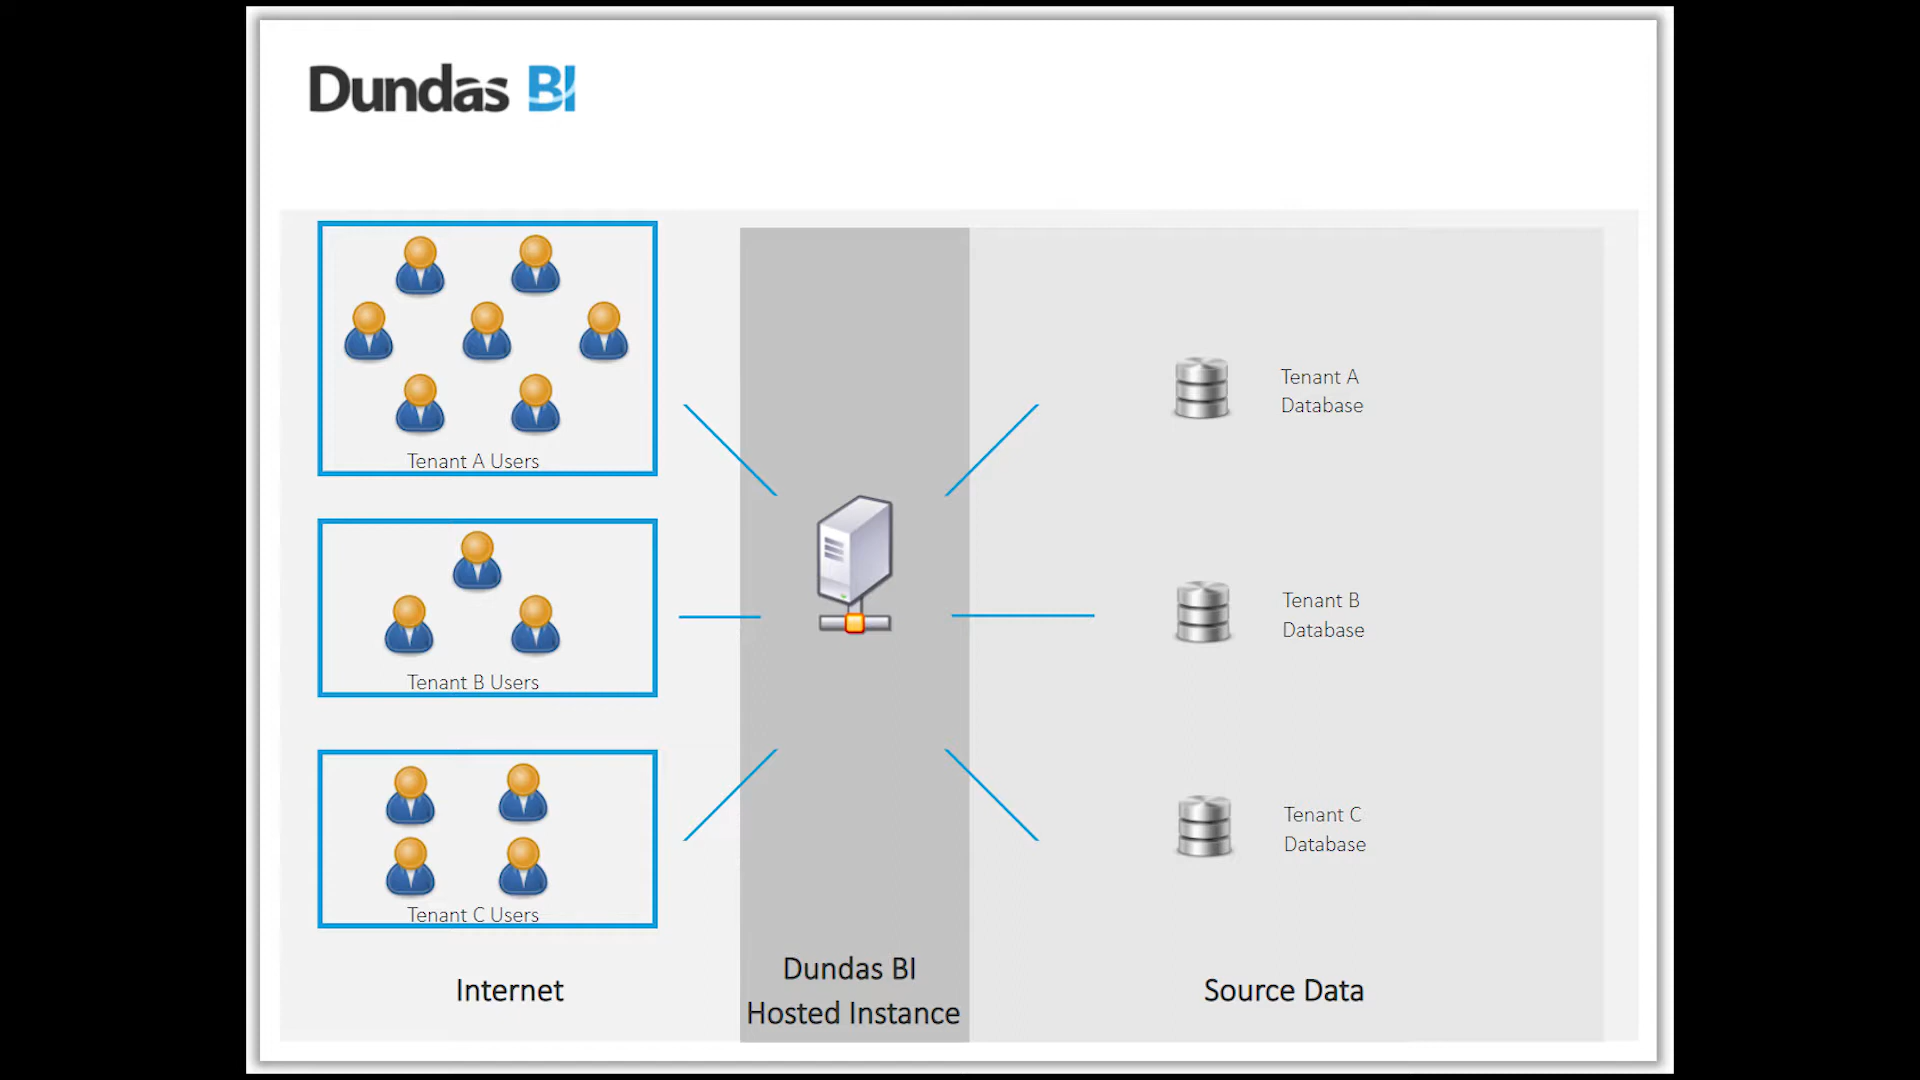 Dundas BI
Tenant A Users
Tenant B Users
Tenant C Users
Internet
Dundas BI
Hosted Instance
Tenant A
Database
Tenant B
Database
Tenant C
Database
Source Data